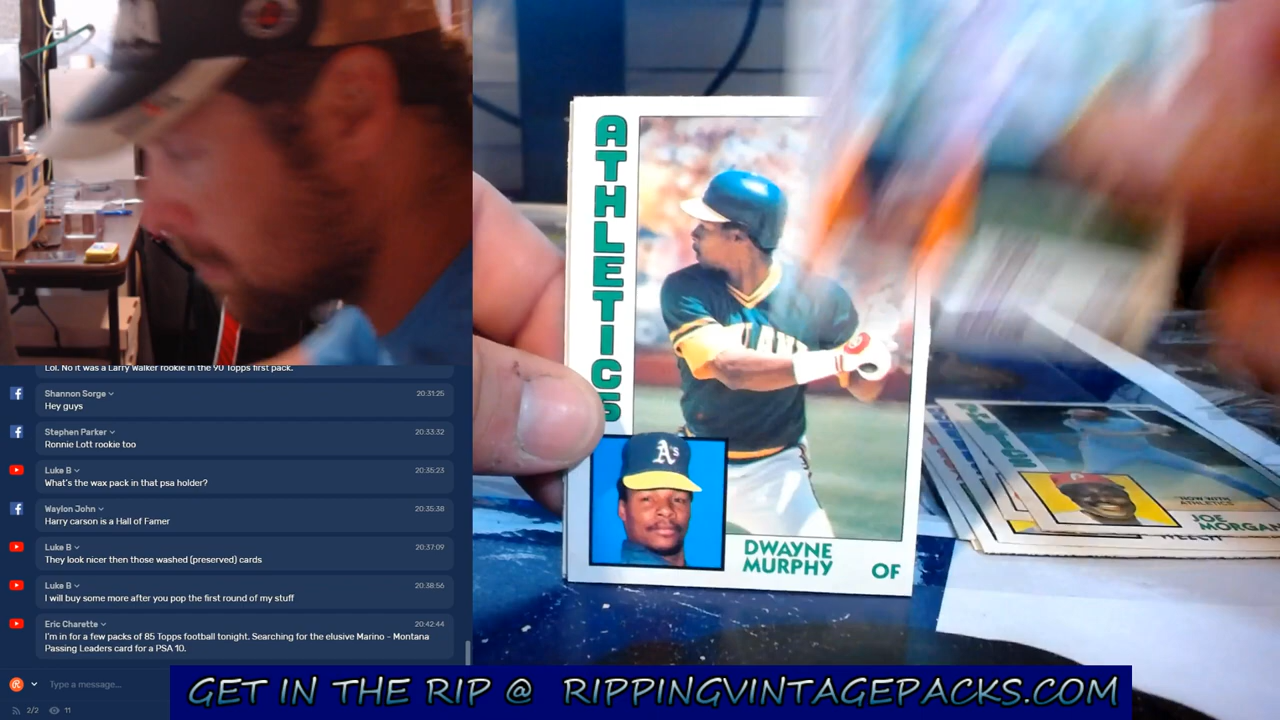 Lol. No it was a Larry Walker rookie in the 90 Topps first pack.
Shannon Sorge
20:31:25
Hey guys
Stephen Parker
20:33:32
Ronnie Lott rookie too
Luke B
20:35:23
What's the wax pack in that psa holder?
Waylon John
20:35:38
Harry carson is a Hall of Famer
Luke B
20:37:09
They look nicer then those washed (preserved) cards
Luke B
20:38:56
I will buy some more after you pop the first round of my stuff
Eric Charette
20:42:44
I'm in for a few packs of 85 Topps football tonight. Searching for the elusive Marino - Montana
Passing Leaders card for a PSA 10.
Type a message...
2/2
11
ATHLETICS
A's
DWAYNE
MURPHY
OF
NOW WITH
ATHLETICS
JOE
MORGAN
GET IN THE RIP @ RIPPINGVINTAGEPACKS.COM